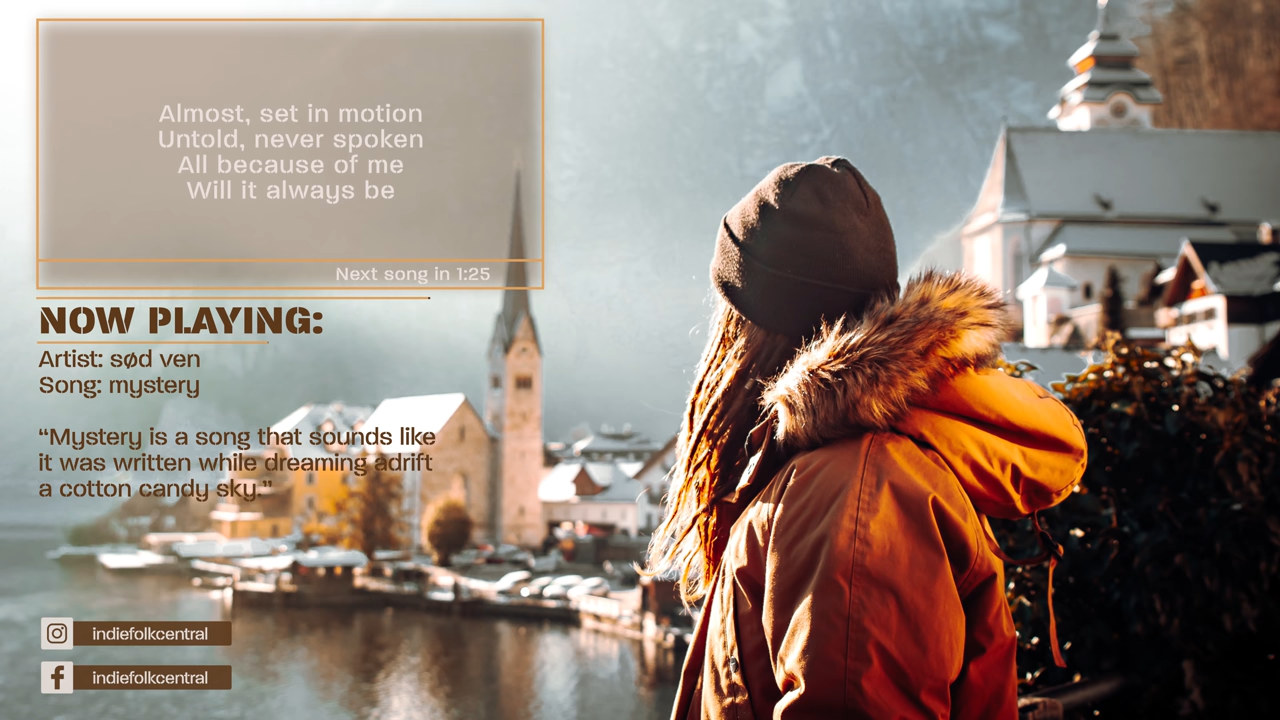 Almost, set in motion
Untold, never spoken
All because of me
Will it always be
Next song in 1:25
NOW PLAYING:
Artist: sød ven
Song: mystery
“Mystery is a song that sounds like
it was written while dreaming adrift
a cotton candy sky.”
indiefolkcentral
indiefolkcentral